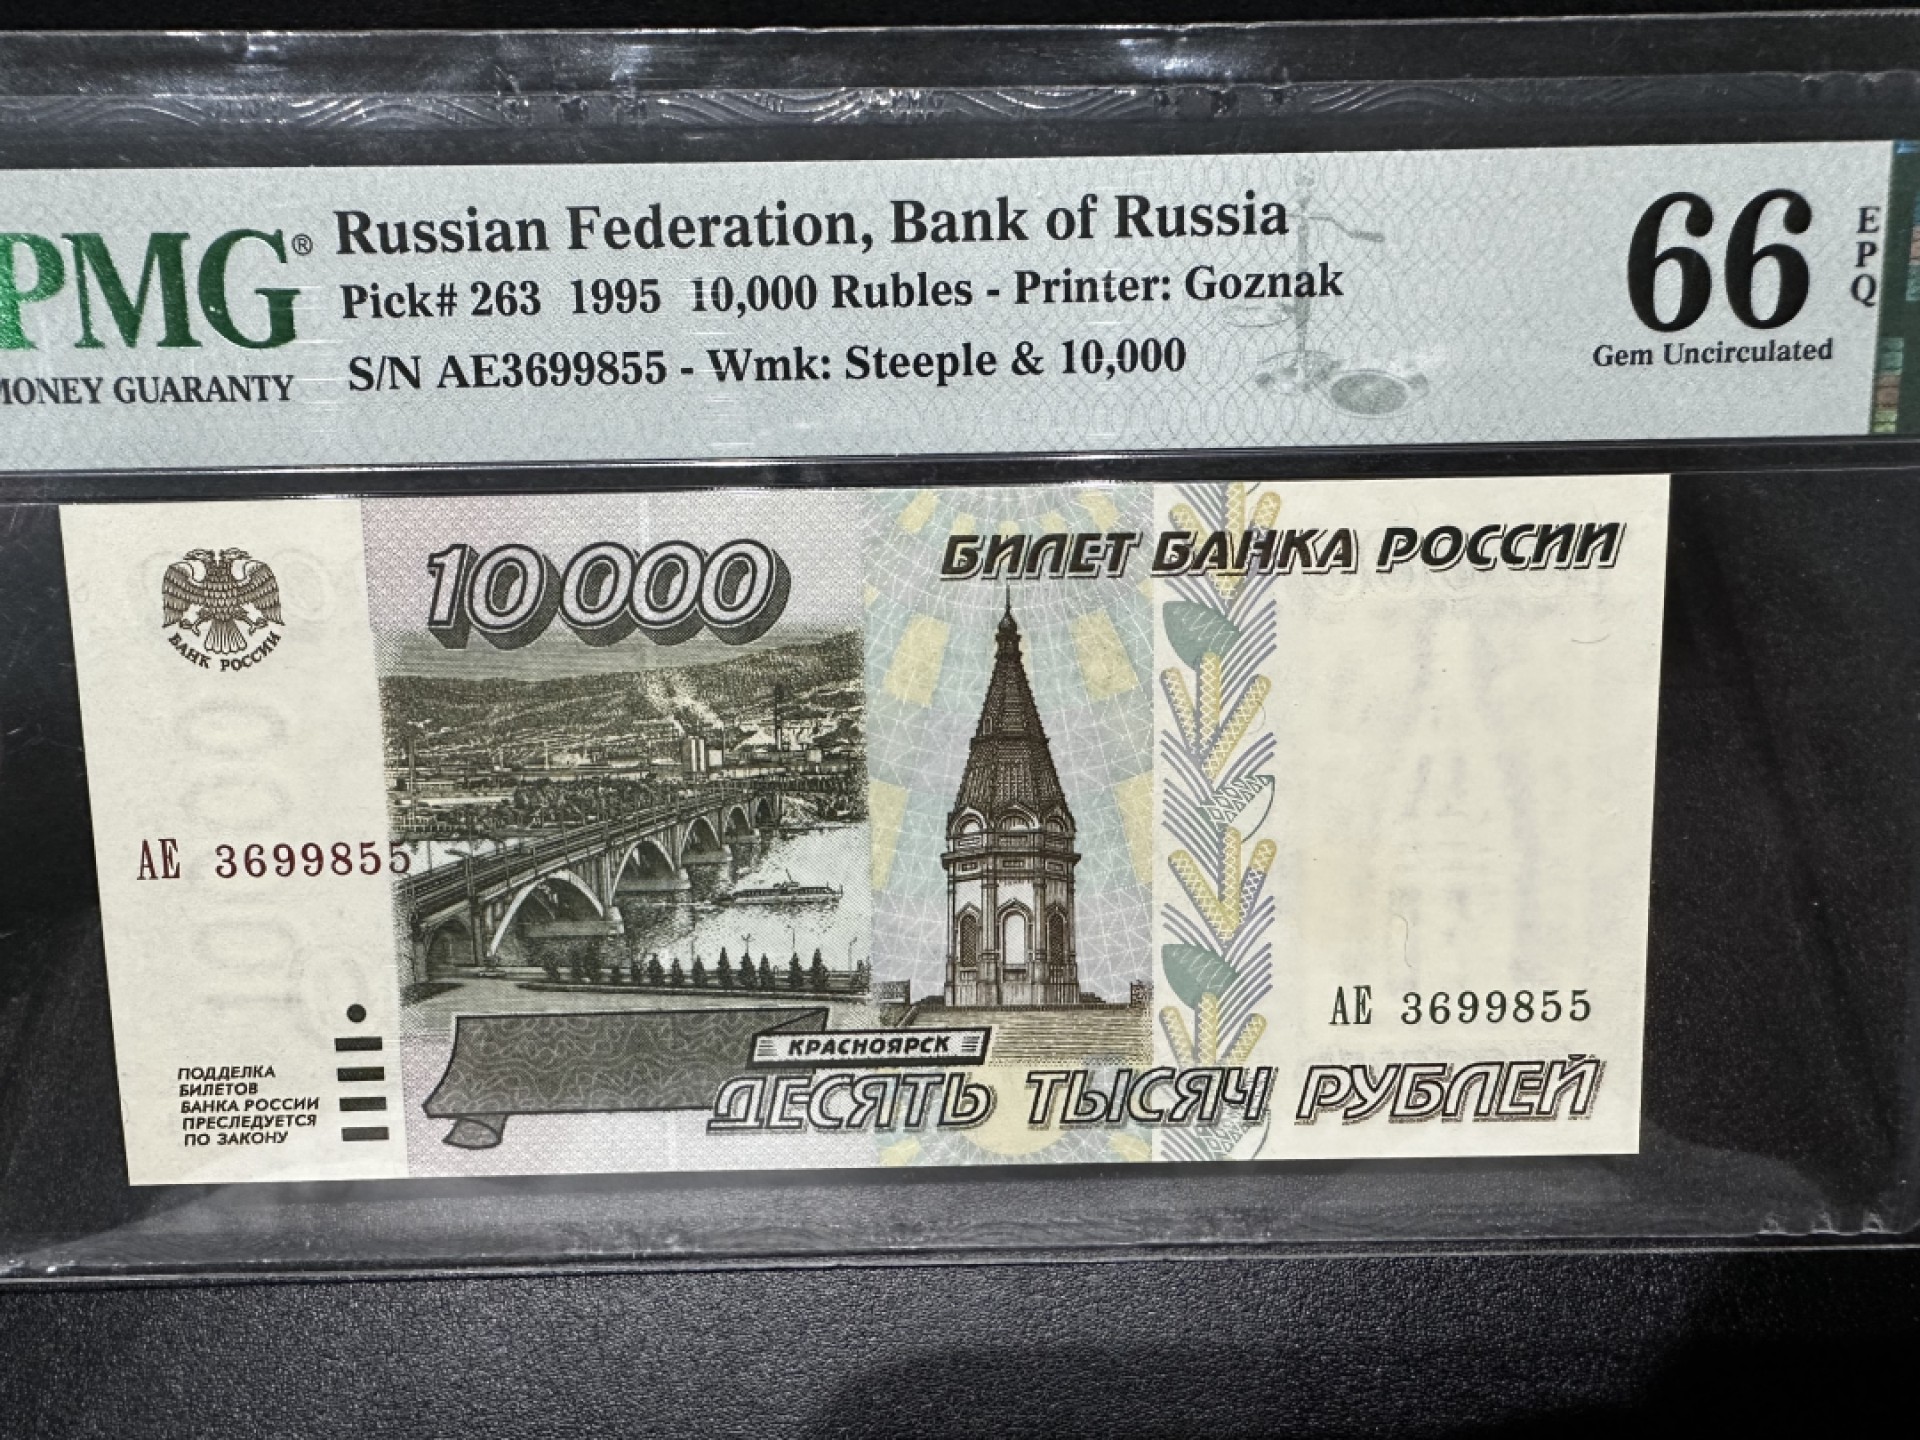 PMG®
MONEY GUARANTY
Russian Federation, Bank of Russia
Pick# 263 1995 10,000 Rubles - Printer: Goznak
S/N AE3699855 - Wmk: Steeple & 10,000
66
EPQ
Gem Uncirculated
БАНК РОССИИ
10 000
БИЛЕТ БАНКА РОССИИ
АЕ 3699855
АЕ 3699855
ПОДДЕЛКА
БИЛЕТОВ
БАНКА РОССИИ
ПРЕСЛЕДУЕТСЯ
ПО ЗАКОНУ
КРАСНОЯРСК
ДЕСЯТЬ ТЫСЯЧ РУБЛЕЙ